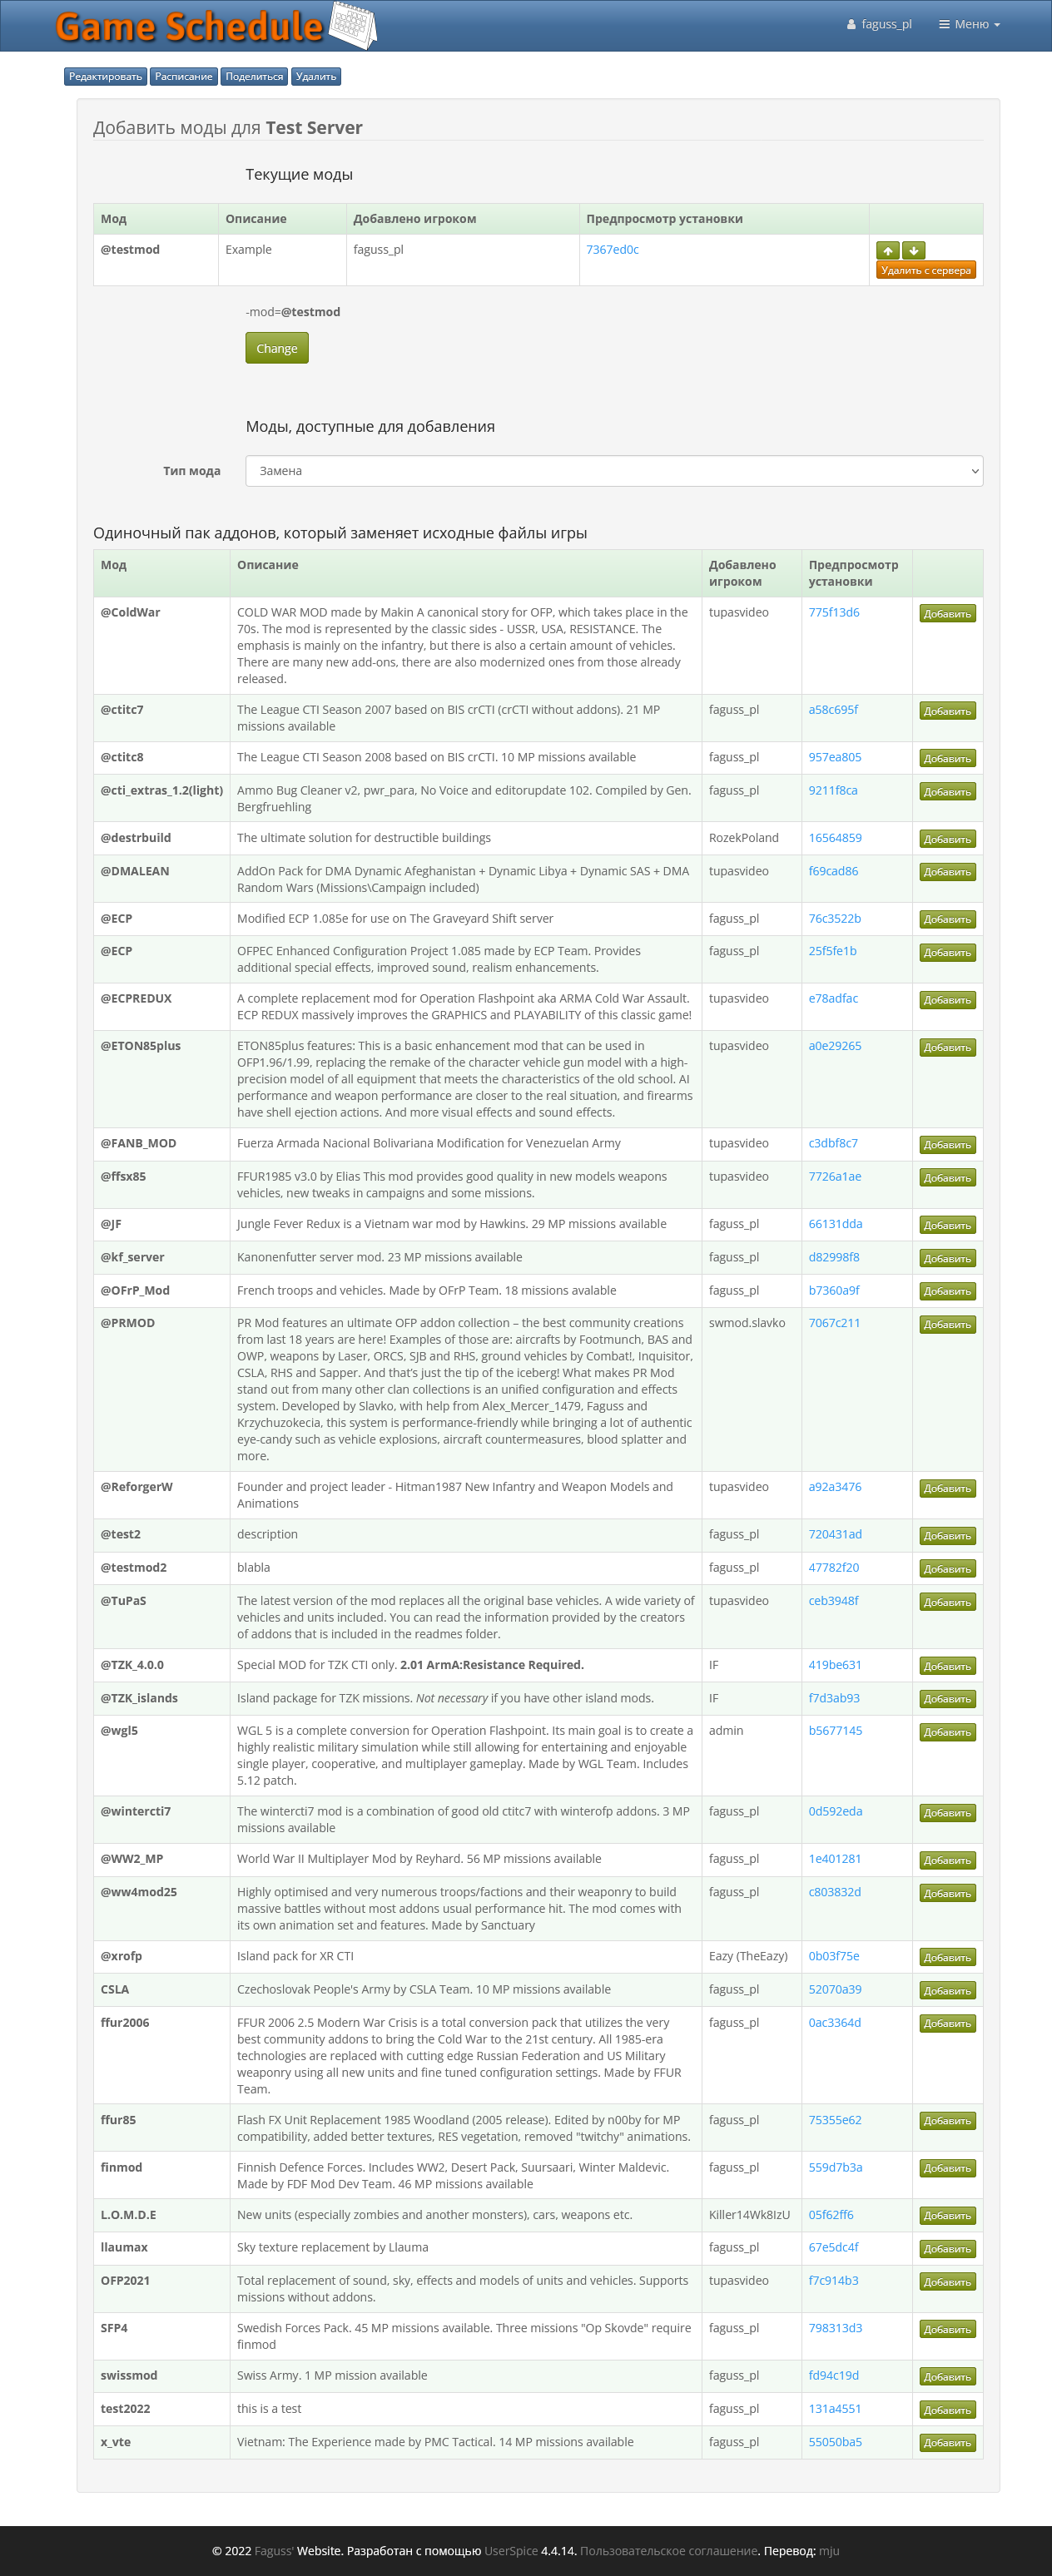 Game Schedule
faguss_pl
Меню
Редактировать
Расписание
Поделиться
Удалить
Добавить моды для Test Server
Текущие моды
Мод Описание Добавлено игроком Предпросмотр установки
@testmod Example faguss_pl 7367ed0c
Удалить с сервера
-mod=@testmod
Change
Моды, доступные для добавления
Тип мода
Замена
Одиночный пак аддонов, который заменяет исходные файлы игры
Мод Описание Добавлено игроком Предпросмотр установки
@ColdWar COLD WAR MOD made by Makin A canonical story for OFP, which takes place in the tupasvideo 775f13d6 Добавить
70s. The mod is represented by the classic sides - USSR, USA, RESISTANCE. The
emphasis is mainly on the infantry, but there is also a certain amount of vehicles.
There are many new add-ons, there are also modernized ones from those already
released.
@ctitc7 The League CTI Season 2007 based on BIS crCTI (crCTI without addons). 21 MP faguss_pl a58c695f Добавить
missions available
@ctitc8 The League CTI Season 2008 based on BIS crCTI. 10 MP missions available faguss_pl 957ea805 Добавить
@cti_extras_1.2(light) Ammo Bug Cleaner v2, pwr_para, No Voice and editorupdate 102. Compiled by Gen. faguss_pl 9211f8ca Добавить
Bergfruehling
@destrbuild The ultimate solution for destructible buildings RozekPoland 16564859 Добавить
@DMALEAN AddOn Pack for DMA Dynamic Afeghanistan + Dynamic Libya + Dynamic SAS + DMA tupasvideo f69cad86 Добавить
Random Wars (Missions\Campaign included)
@ECP Modified ECP 1.085e for use on The Graveyard Shift server faguss_pl 76c3522b Добавить
@ECP OFPEC Enhanced Configuration Project 1.085 made by ECP Team. Provides faguss_pl 25f5fe1b Добавить
additional special effects, improved sound, realism enhancements.
@ECPREDUX A complete replacement mod for Operation Flashpoint aka ARMA Cold War Assault. tupasvideo e78adfac Добавить
ECP REDUX massively improves the GRAPHICS and PLAYABILITY of this classic game!
@ETON85plus ETON85plus features: This is a basic enhancement mod that can be used in tupasvideo a0e29265 Добавить
OFP1.96/1.99, replacing the remake of the character vehicle gun model with a high-
precision model of all equipment that meets the characteristics of the old school. AI
performance and weapon performance are closer to the real situation, and firearms
have shell ejection actions. And more visual effects and sound effects.
@FANB_MOD Fuerza Armada Nacional Bolivariana Modification for Venezuelan Army tupasvideo c3dbf8c7 Добавить
@ffsx85 FFUR1985 v3.0 by Elias This mod provides good quality in new models weapons tupasvideo 7726a1ae Добавить
vehicles, new tweaks in campaigns and some missions.
@JF Jungle Fever Redux is a Vietnam war mod by Hawkins. 29 MP missions available faguss_pl 66131dda Добавить
@kf_server Kanonenfutter server mod. 23 MP missions available faguss_pl d82998f8 Добавить
@OFrP_Mod French troops and vehicles. Made by OFrP Team. 18 missions avalable faguss_pl b7360a9f Добавить
@PRMOD PR Mod features an ultimate OFP addon collection – the best community creations swmod.slavko 7067c211 Добавить
from last 18 years are here! Examples of those are: aircrafts by Footmunch, BAS and
OWP, weapons by Laser, ORCS, SJB and RHS, ground vehicles by Combat!, Inquisitor,
CSLA, RHS and Sapper. And that's just the tip of the iceberg! What makes PR Mod
stand out from many other clan collections is an unified configuration and effects
system. Developed by Slavko, with help from Alex_Mercer_1479, Faguss and
Krzychuzokecia, this system is performance-friendly while bringing a lot of authentic
eye-candy such as vehicle explosions, aircraft countermeasures, blood splatter and
more.
@ReforgerW Founder and project leader - Hitman1987 New Infantry and Weapon Models and tupasvideo a92a3476 Добавить
Animations
@test2 description faguss_pl 720431ad Добавить
@testmod2 blabla faguss_pl 47782f20 Добавить
@TuPaS The latest version of the mod replaces all the original base vehicles. A wide variety of tupasvideo ceb3948f Добавить
vehicles and units included. You can read the information provided by the creators
of addons that is included in the readmes folder.
@TZK_4.0.0 Special MOD for TZK CTI only. 2.01 ArmA:Resistance Required. IF 419be631 Добавить
@TZK_islands Island package for TZK missions. Not necessary if you have other island mods. IF f7d3ab93 Добавить
@wgl5 WGL 5 is a complete conversion for Operation Flashpoint. Its main goal is to create a admin b5677145 Добавить
highly realistic military simulation while still allowing for entertaining and enjoyable
single player, cooperative, and multiplayer gameplay. Made by WGL Team. Includes
5.12 patch.
@wintercti7 The wintercti7 mod is a combination of good old ctitc7 with winterofp addons. 3 MP faguss_pl 0d592eda Добавить
missions available
@WW2_MP World War II Multiplayer Mod by Reyhard. 56 MP missions available faguss_pl 1e401281 Добавить
@ww4mod25 Highly optimised and very numerous troops/factions and their weaponry to build faguss_pl c803832d Добавить
massive battles without most addons usual performance hit. The mod comes with
its own animation set and features. Made by Sanctuary
@xrofp Island pack for XR CTI Eazy (TheEazy) 0b03f75e Добавить
CSLA Czechoslovak People's Army by CSLA Team. 10 MP missions available faguss_pl 52070a39 Добавить
ffur2006 FFUR 2006 2.5 Modern War Crisis is a total conversion pack that utilizes the very faguss_pl 0ac3364d Добавить
best community addons to bring the Cold War to the 21st century. All 1985-era
technologies are replaced with cutting edge Russian Federation and US Military
weaponry using all new units and fine tuned configuration settings. Made by FFUR
Team.
ffur85 Flash FX Unit Replacement 1985 Woodland (2005 release). Edited by n00by for MP faguss_pl 75355e62 Добавить
compatibility, added better textures, RES vegetation, removed "twitchy" animations.
finmod Finnish Defence Forces. Includes WW2, Desert Pack, Suursaari, Winter Maldevic. faguss_pl 559d7b3a Добавить
Made by FDF Mod Dev Team. 46 MP missions available
L.O.M.D.E New units (especially zombies and another monsters), cars, weapons etc. Killer14Wk8IzU 05f62ff6 Добавить
llaumax Sky texture replacement by Llauma faguss_pl 67e5dc4f Добавить
OFP2021 Total replacement of sound, sky, effects and models of units and vehicles. Supports tupasvideo f7c914b3 Добавить
missions without addons.
SFP4 Swedish Forces Pack. 45 MP missions available. Three missions "Op Skovde" require faguss_pl 798313d3 Добавить
finmod
swissmod Swiss Army. 1 MP mission available faguss_pl fd94c19d Добавить
test2022 this is a test faguss_pl 131a4551 Добавить
x_vte Vietnam: The Experience made by PMC Tactical. 14 MP missions available faguss_pl 55050ba5 Добавить
© 2022 Faguss' Website. Разработан с помощью UserSpice 4.4.14. Пользовательское соглашение. Перевод: mju